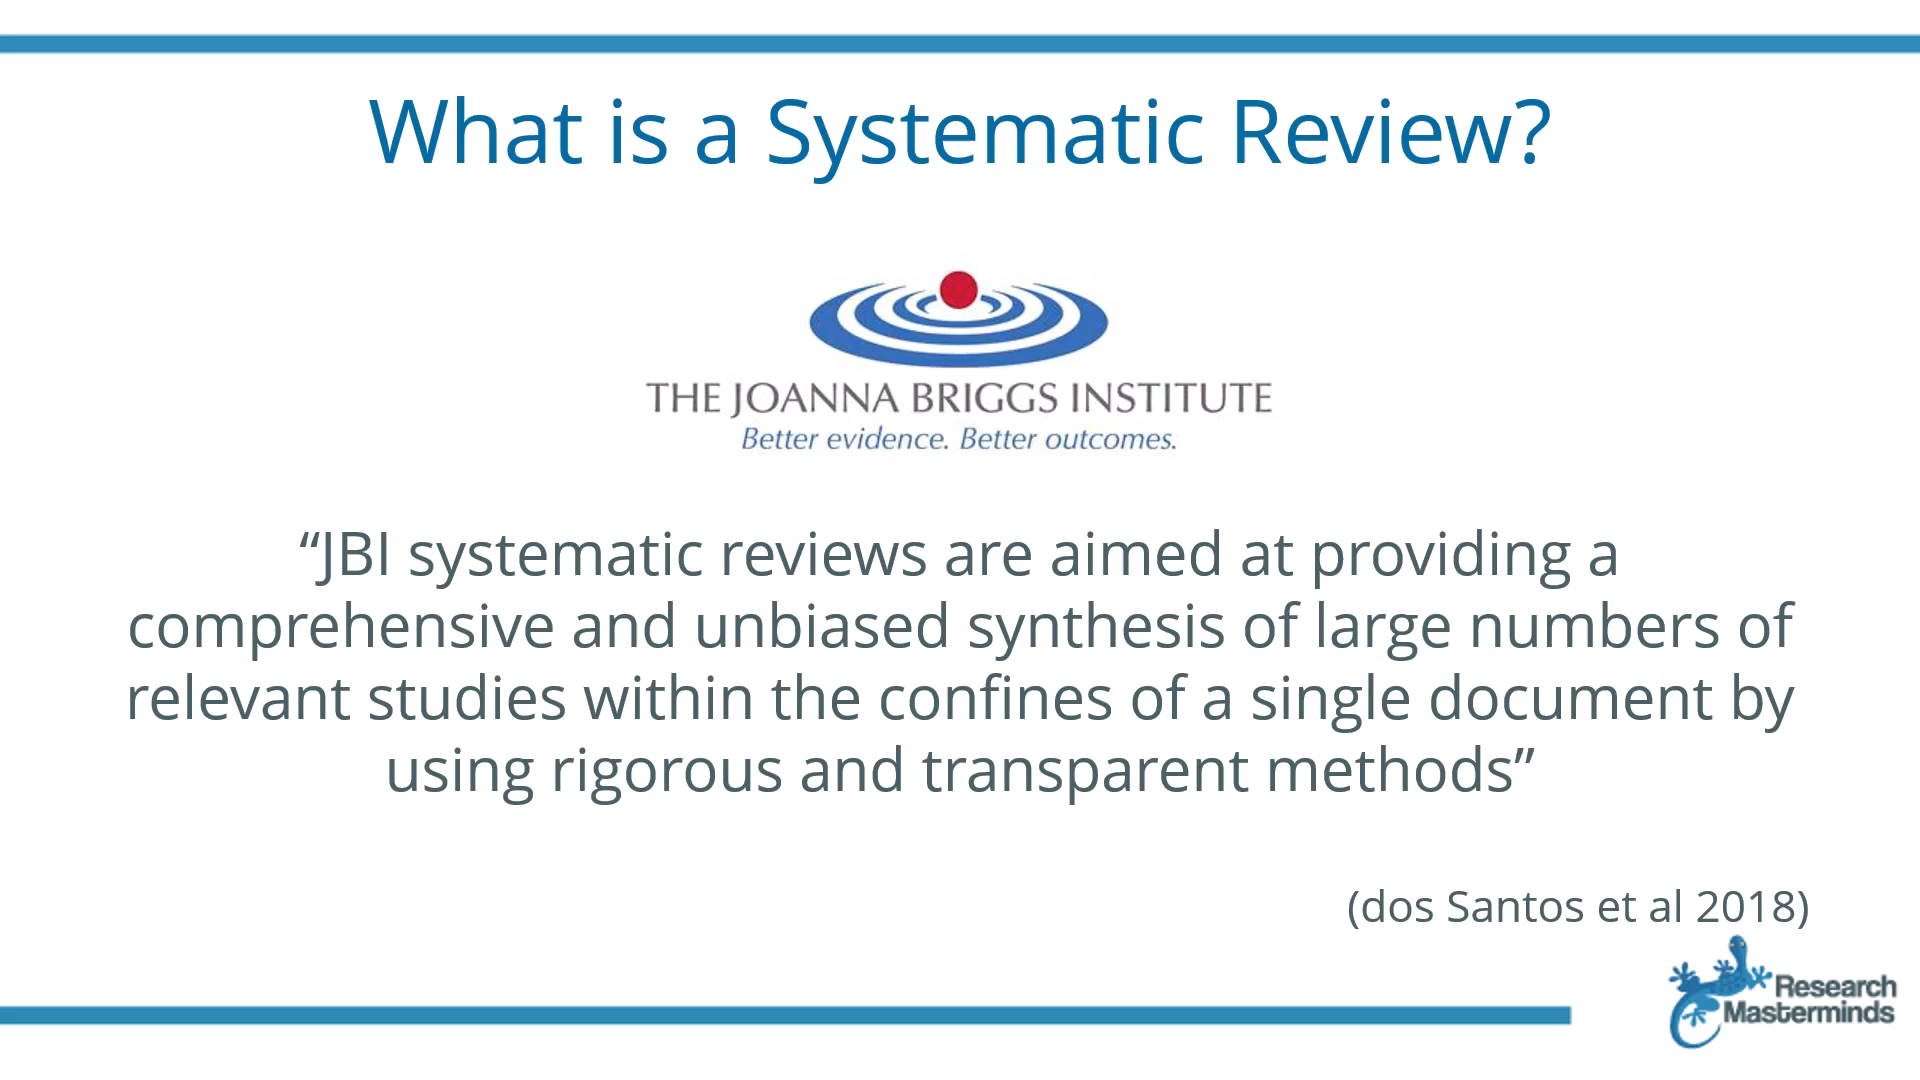 What is a Systematic Review?
THE JOANNA BRIGGS INSTITUTE
Better evidence. Better outcomes.
“JBI systematic reviews are aimed at providing a
comprehensive and unbiased synthesis of large numbers of
relevant studies within the confines of a single document by
using rigorous and transparent methods”
(dos Santos et al 2018)
Research
Masterminds